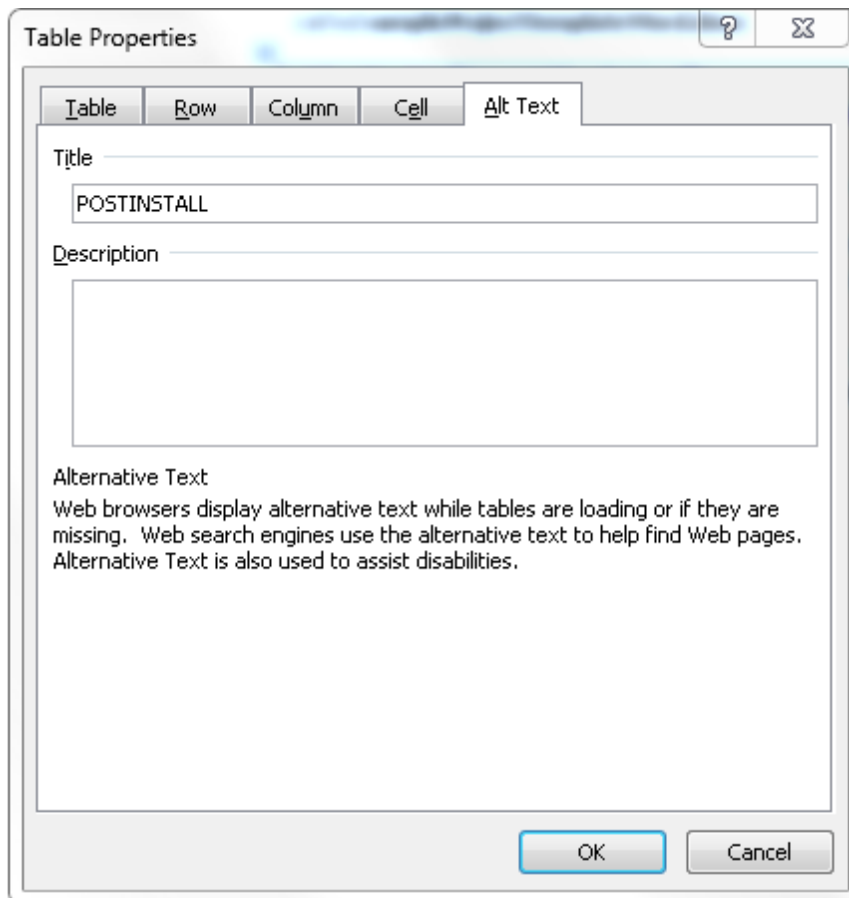 Table Properties
Table Row Column Cell Alt Text
Title
POSTINSTALL
Description
Alternative Text
Web browsers display alternative text while tables are loading or if they are
missing. Web search engines use the alternative text to help find Web pages.
Alternative Text is also used to assist disabilities.
OK Cancel